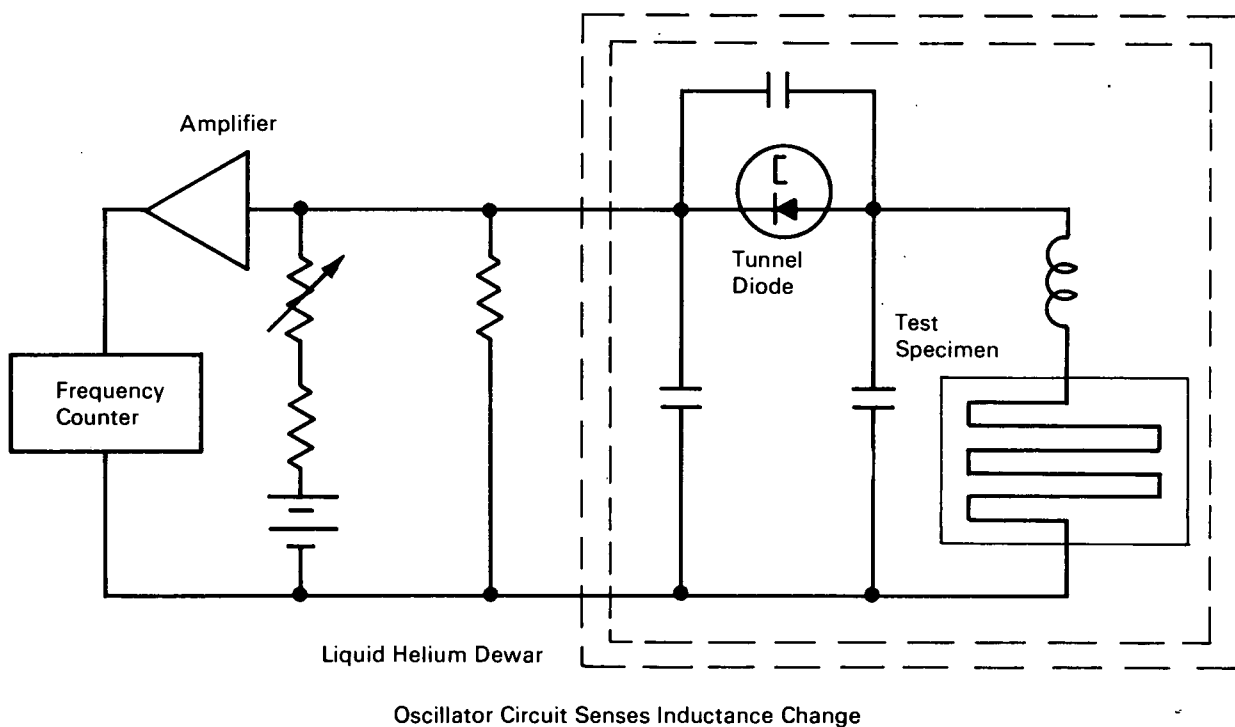 Amplifier
Tunnel
Diode
Test
Specimen
Frequency
Counter
Liquid Helium Dewar
Oscillator Circuit Senses Inductance Change